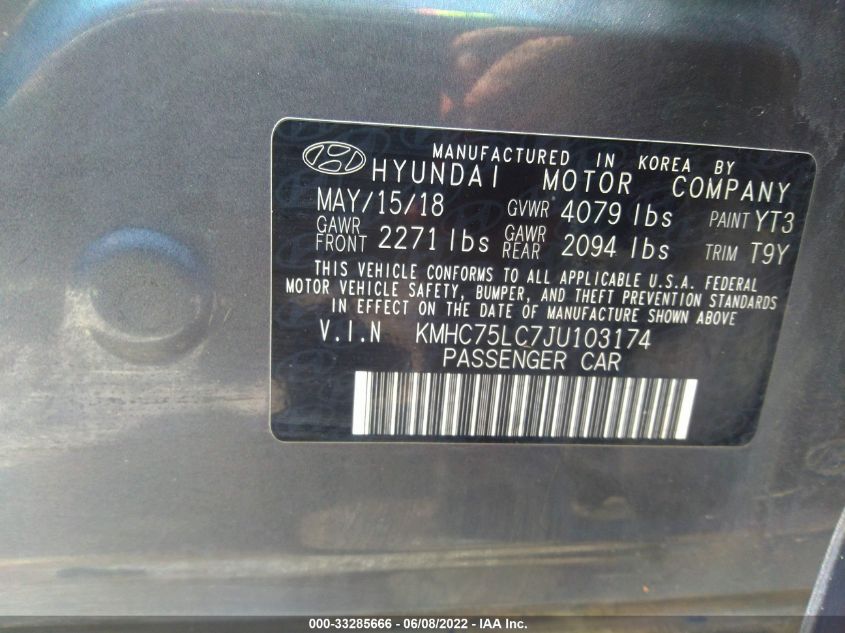 MANUFACTURED IN KOREA BY
HYUNDAI MOTOR COMPANY
MAY/15/18 GVWR 4079 lbs PAINT YT3
GAWR FRONT 2271 lbs GAWR REAR 2094 lbs TRIM T9Y
THIS VEHICLE CONFORMS TO ALL APPLICABLE U.S.A. FEDERAL
MOTOR VEHICLE SAFETY, BUMPER, AND THEFT PREVENTION STANDARDS
IN EFFECT ON THE DATE OF MANUFACTURE SHOWN ABOVE
V.I.N KMHC75LC7JU103174
PASSENGER CAR
000-33285666 - 06/08/2022 - IAA Inc.